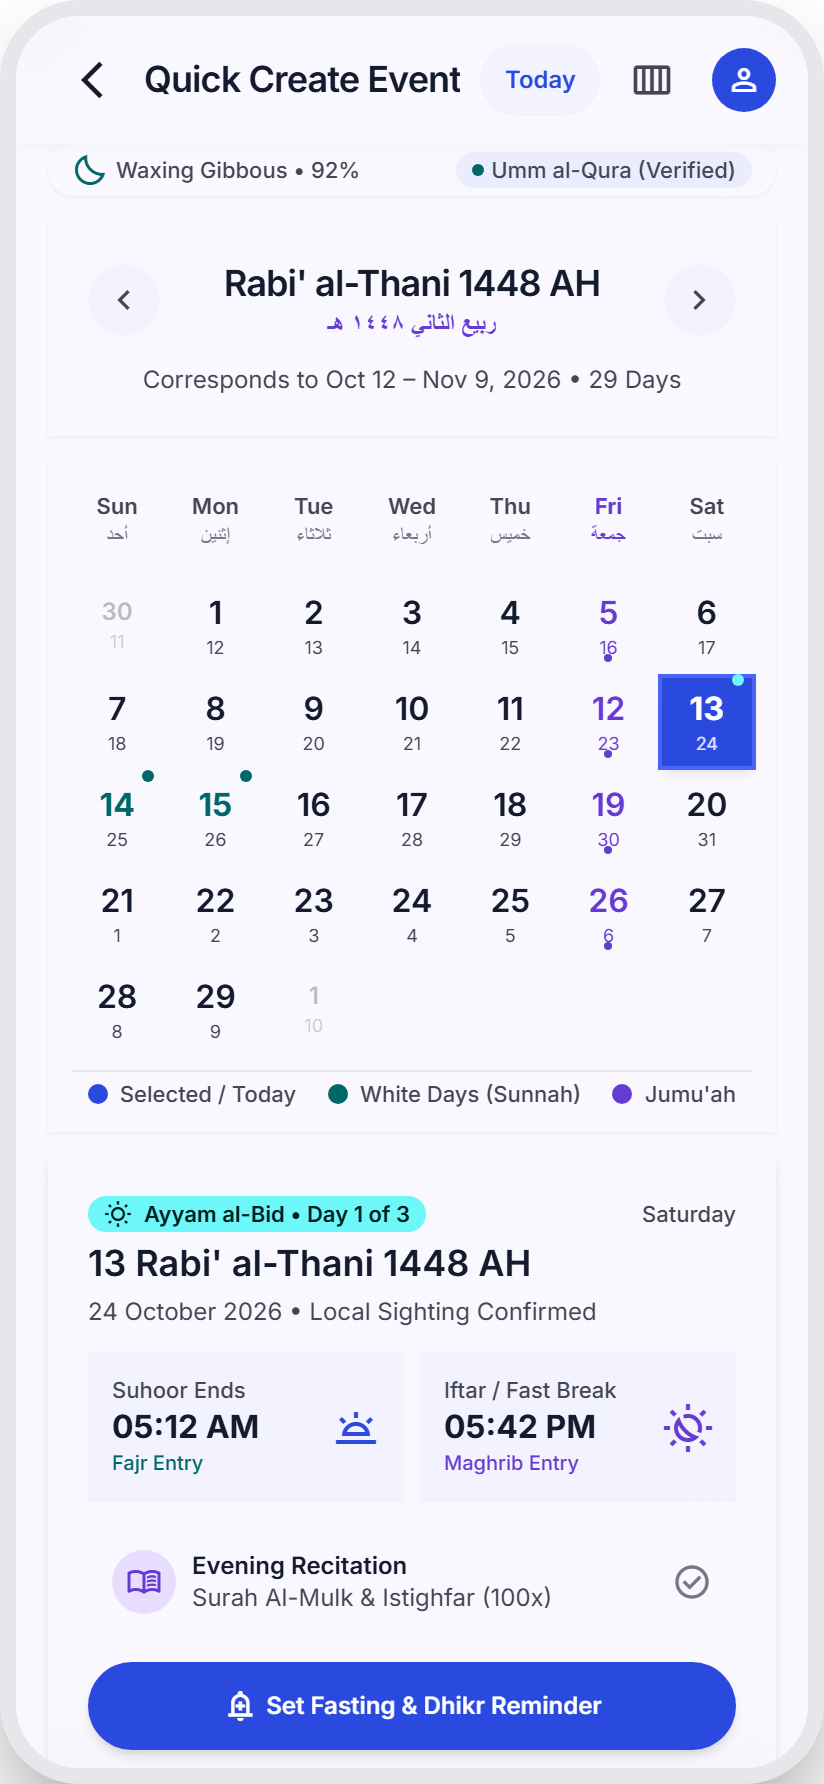 Quick Create Event
Today
Waxing Gibbous • 92%
Umm al-Qura (Verified)
Rabi' al-Thani 1448 AH
ربيع الثاني ١٤٤٨ هـ
Corresponds to Oct 12 – Nov 9, 2026 • 29 Days
Sun Mon Tue Wed Thu Fri Sat
أحد إثنين ثلاثاء أربعاء خميس جمعة سبت
30 1 2 3 4 5 6
11 12 13 14 15 16 17
7 8 9 10 11 12 13
18 19 20 21 22 23 24
14 15 16 17 18 19 20
25 26 27 28 29 30 31
21 22 23 24 25 26 27
1 2 3 4 5 6 7
28 29 1
8 9 10
Selected / Today White Days (Sunnah) Jumu'ah
Ayyam al-Bid • Day 1 of 3
Saturday
13 Rabi' al-Thani 1448 AH
24 October 2026 • Local Sighting Confirmed
Suhoor Ends
05:12 AM
Fajr Entry
Iftar / Fast Break
05:42 PM
Maghrib Entry
Evening Recitation
Surah Al-Mulk & Istighfar (100x)
Set Fasting & Dhikr Reminder